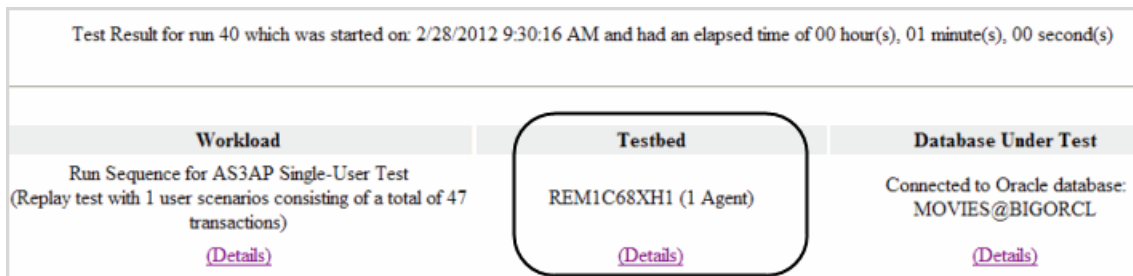 Test Result for run 40 which was started on: 2/28/2012 9:30:16 AM and had an elapsed time of 00 hour(s), 01 minute(s), 00 second(s)
Workload
Run Sequence for AS3AP Single-User Test
(Replay test with 1 user scenarios consisting of a total of 47
transactions)
(Details)
Testbed
REM1C68XH1 (1 Agent)
(Details)
Database Under Test
Connected to Oracle database:
MOVIES@BIGORCL
(Details)